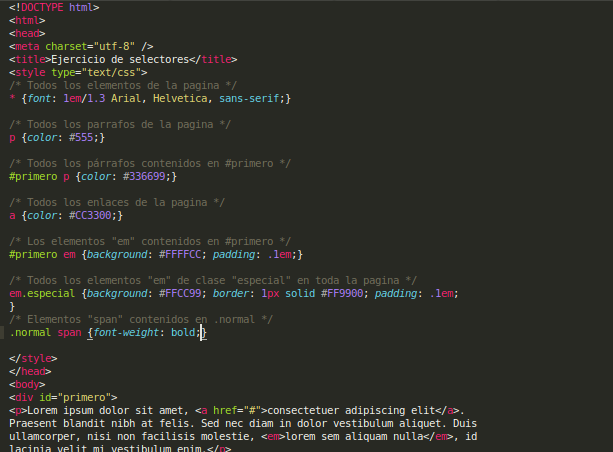 <!DOCTYPE html>
<html>
<head>
<meta charset="utf-8" />
<title>Ejercicio de selectores</title>
<style type="text/css">
/* Todos los elementos de la pagina */
* {font: 1em/1.3 Arial, Helvetica, sans-serif;}
/* Todos los parrafos de la pagina */
p {color: #555;}
/* Todos los párrafos contenidos en #primero */
#primero p {color: #336699;}
/* Todos los enlaces de la pagina */
a {color: #CC3300;}
/* Los elementos "em" contenidos en #primero */
#primero em {background: #FFFFCC; padding: .1em;}
/* Todos los elementos "em" de clase "especial" en toda la pagina */
em.especial {background: #FFCC99; border: 1px solid #FF9900; padding: .1em;
}
/* Elementos "span" contenidos en .normal */
.normal span {font-weight: bold;}
</style>
</head>
<body>
<div id="primero">
<p>Lorem ipsum dolor sit amet, <a href="#">consectetuer adipiscing elit</a>.
Praesent blandit nibh at felis. Sed nec diam in dolor vestibulum aliquet. Duis
ullamcorper, nisi non facilisis molestie, <em>lorem sem aliquam nulla</em>, id
lacinia velit mi vestibulum enim.</p>